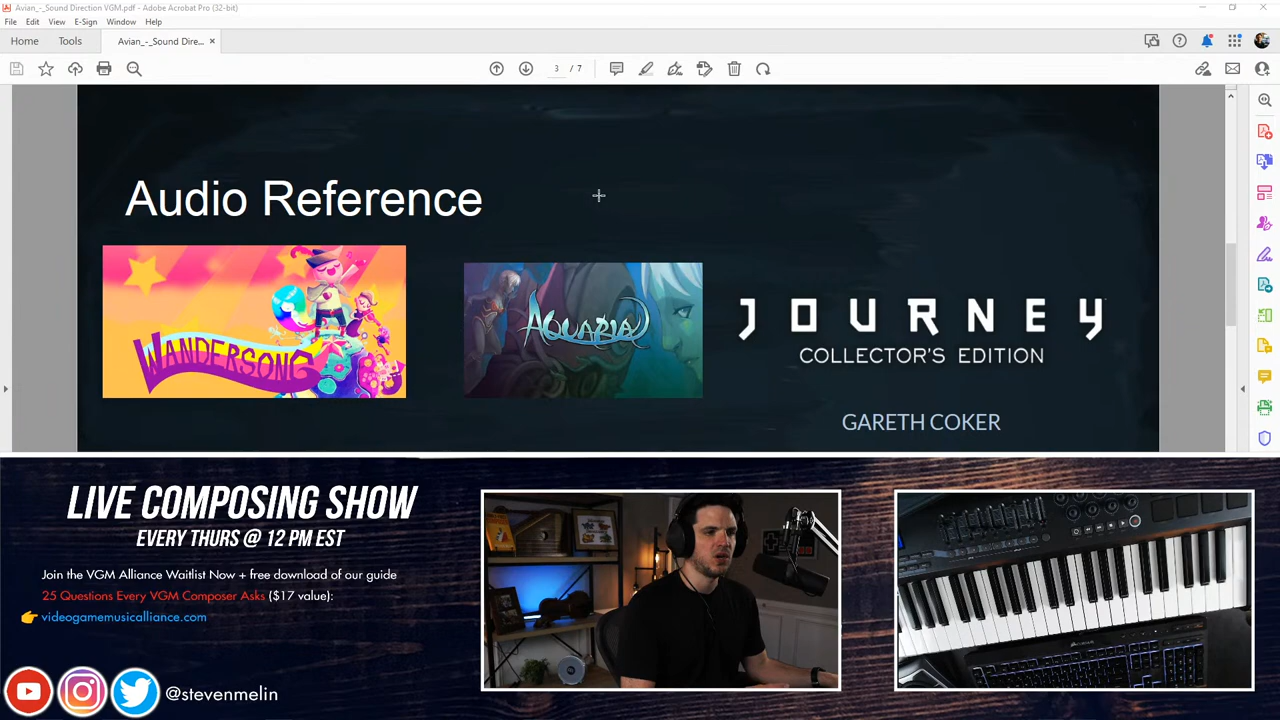 Avian_-_Sound Direction VGM.pdf - Adobe Acrobat Pro (32-bit)
File Edit View E-Sign Window Help
Home Tools Avian_-_Sound Dire... ×
3 / 7
Audio Reference
WANDERSONG
AQUARIA
JOURNEY
COLLECTOR'S EDITION
GARETH COKER
LIVE COMPOSING SHOW
EVERY THURS @ 12 PM EST
Join the VGM Alliance Waitlist Now + free download of our guide
25 Questions Every VGM Composer Asks ($17 value):
👉 videogamemusicalliance.com
@stevenmelin